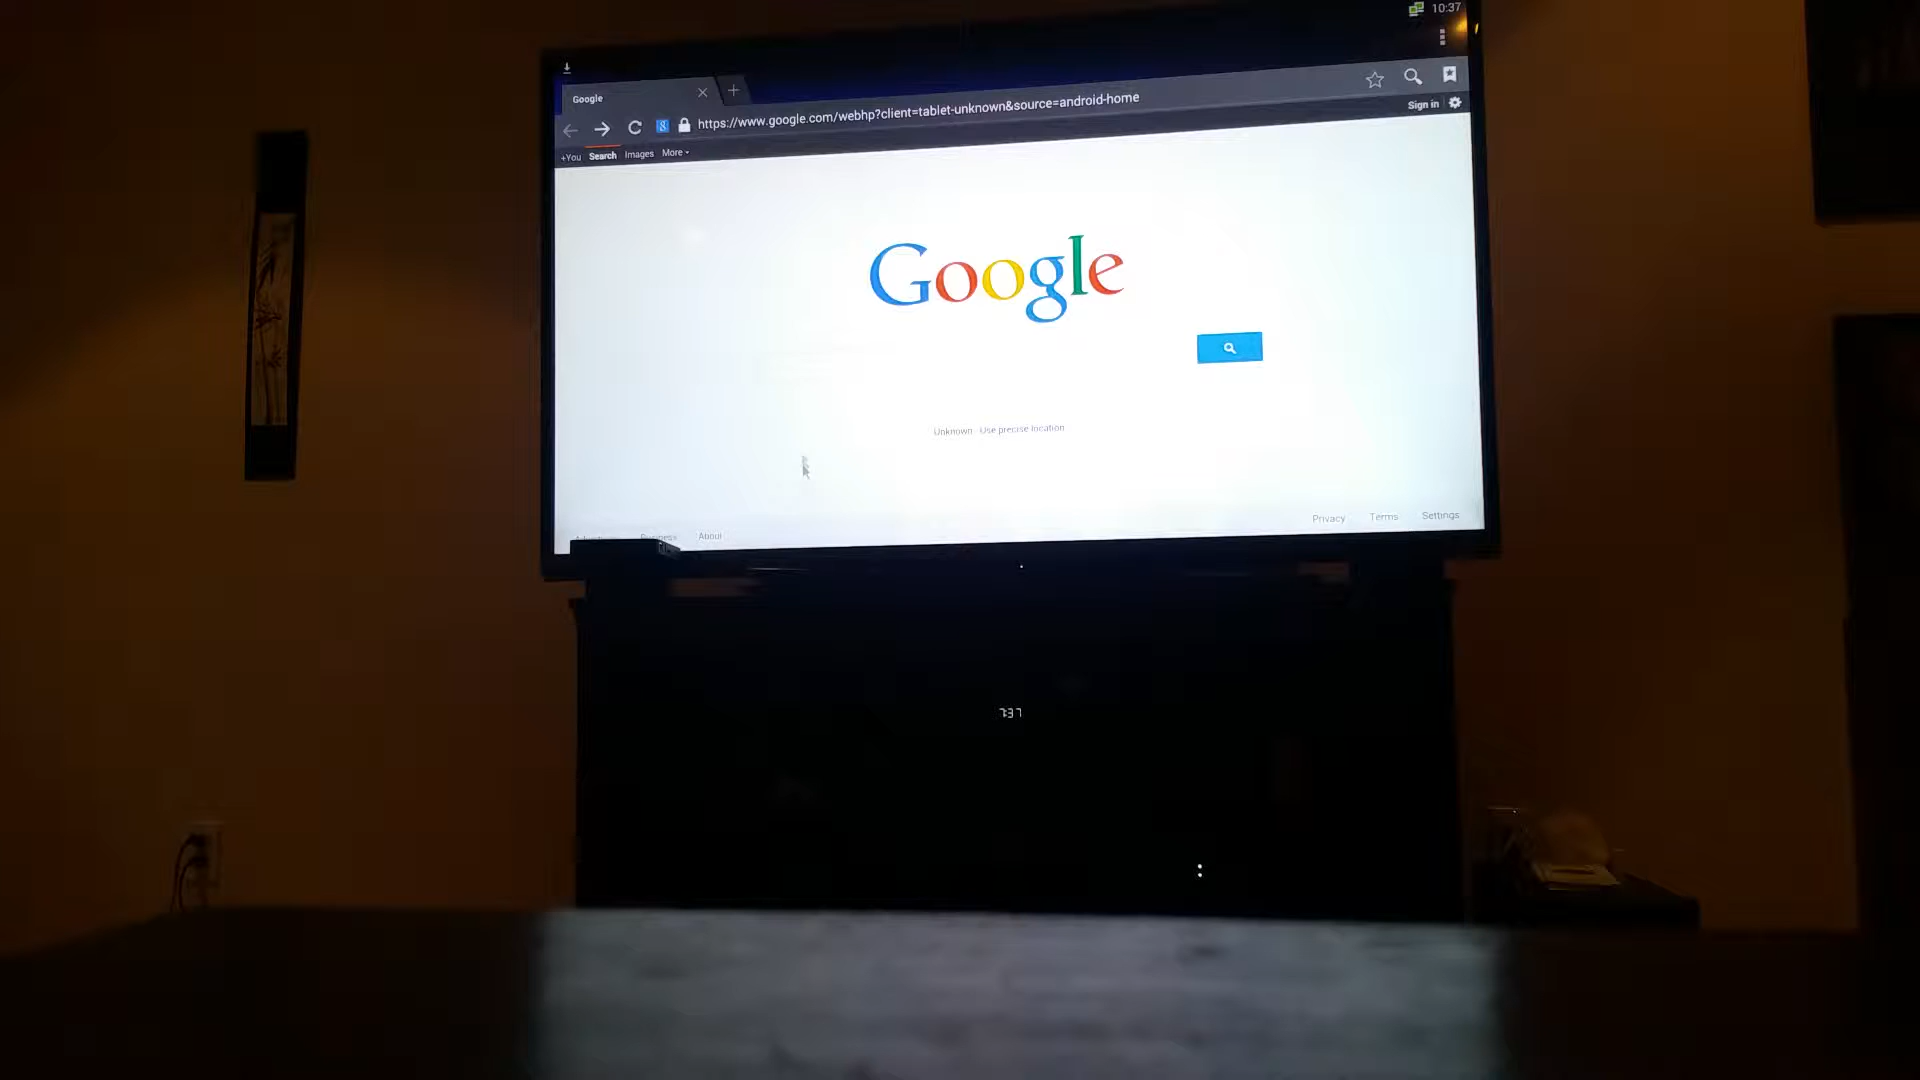 10:37
Google
https://www.google.com/webhp?client=tablet-unknown&source=android-home
Sign in
+You Search Images More
Google
Unknown - Use precise location
Business About
Privacy Terms Settings